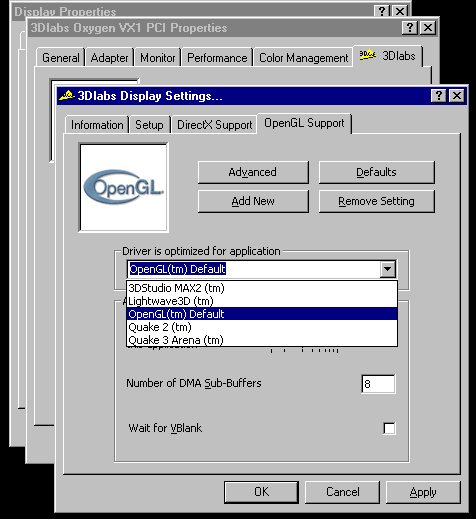 Display Properties
3Dlabs Oxygen VX1 PCI Properties
General Adapter Monitor Performance Color Management 3Dlabs
3Dlabs Display Settings...
Information Setup DirectX Support OpenGL Support
OpenGL
Advanced Defaults
Add New Remove Setting
Driver is optimized for application
OpenGL(tm) Default
3DStudio MAX2 (tm)
Lightwave3D (tm)
OpenGL(tm) Default
Quake 2 (tm)
Quake 3 Arena (tm)
Number of DMA Sub-Buffers 8
Wait for VBlank
OK Cancel Apply